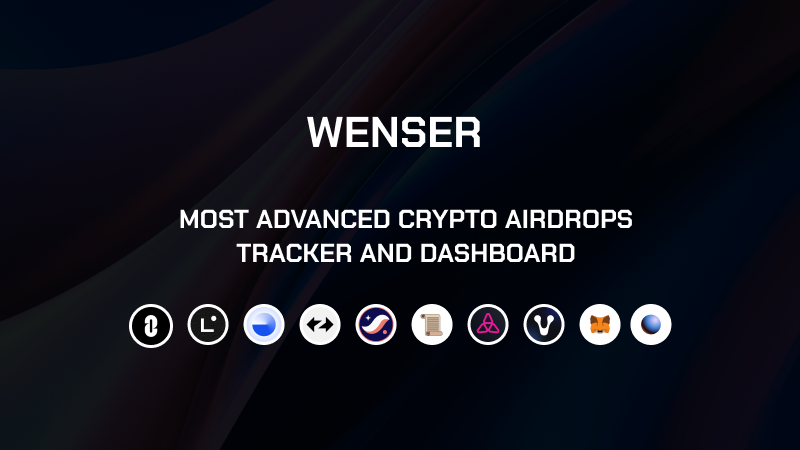 WENSER
MOST ADVANCED CRYPTO AIRDROPS
TRACKER AND DASHBOARD